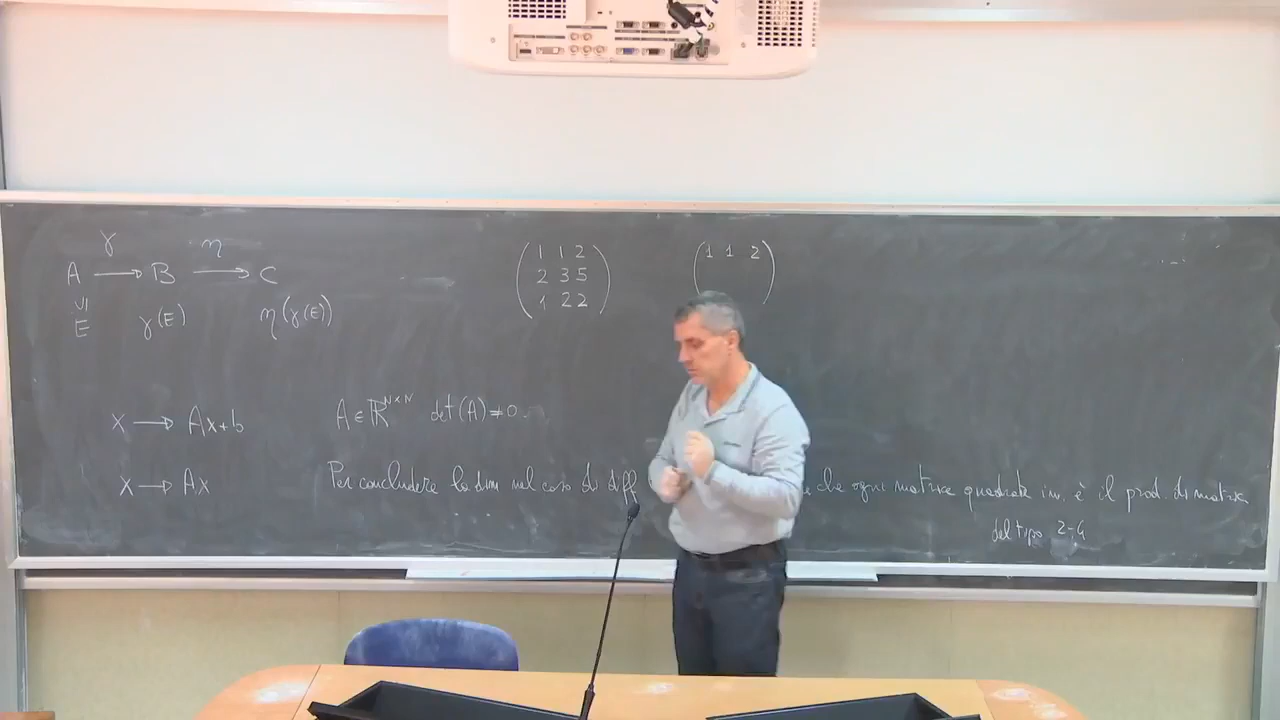 γ η
A → B → C
∪I
E γ(E) η(γ(E))
(1 1 2
2 3 5
1 2 2)
(1 1 2)
x → Ax+b A ∈ ℝ^{N×N} det(A) ≠ 0
x → Ax
Per concludere la dim nel caso di diff che ogni matrice quadrata inv. è il prod. di matrici
del tipo 2-4